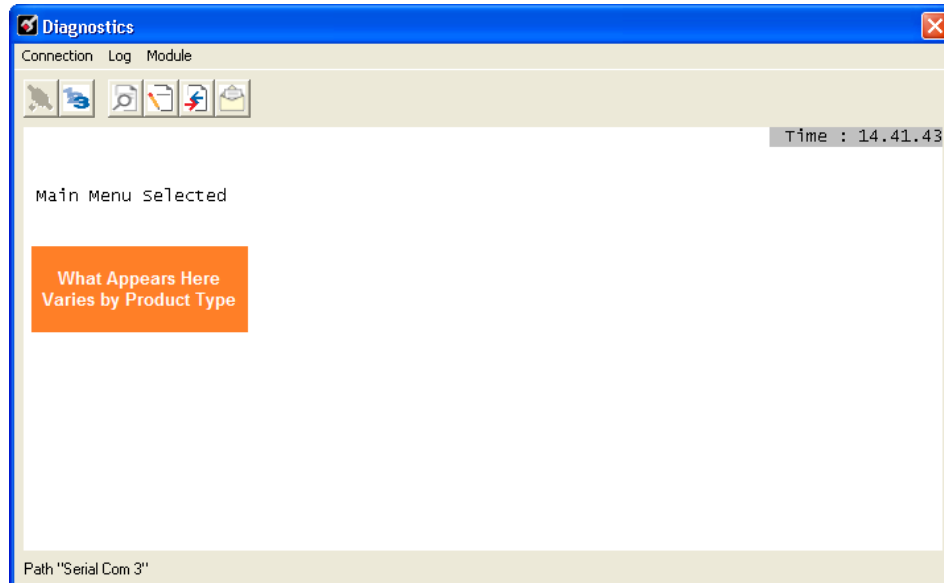 Diagnostics
Connection Log Module
Time : 14.41.43
Main Menu Selected
What Appears Here
Varies by Product Type
Path "Serial Com 3"